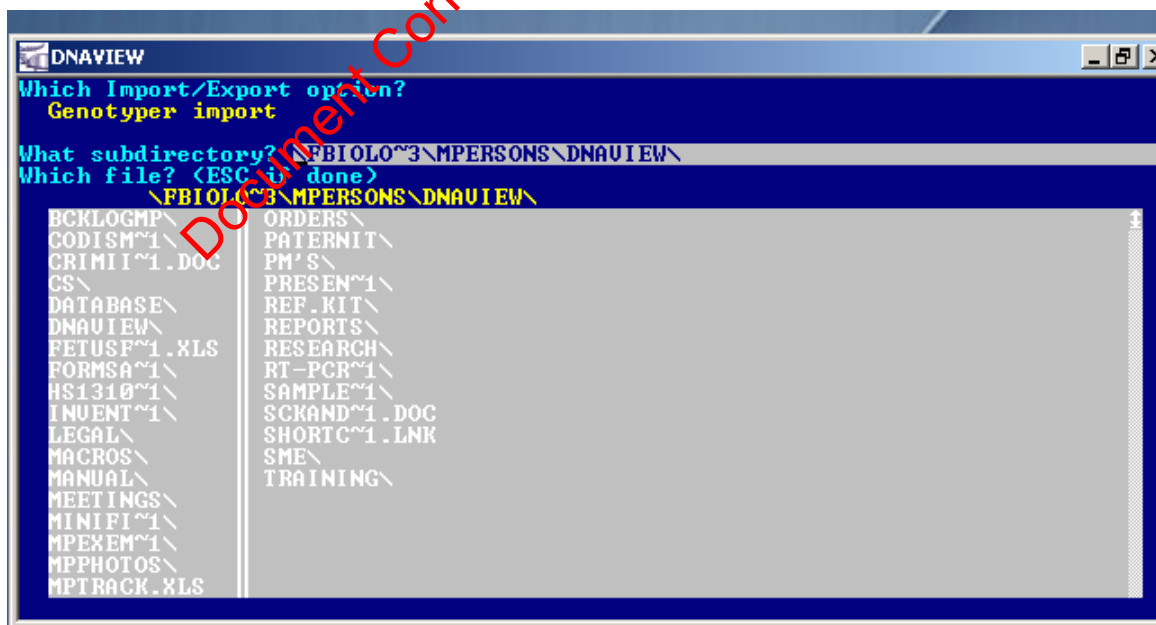 DNAVIEW
Which Import/Export option?
Genotyper import
What subdirectory? \FBIOLO~3\MPERSONS\DNAVIEW\
Which file? (ESC if done)
\FBIOLO~3\MPERSONS\DNAVIEW\
BCKLOGMP\ ORDERS\
CODISM~1\ PATERNIT\
CRIMII~1.DOC PM'S\
CS\ PRESEN~1\
DATABASE\ REF.KIT\
DNAVIEW\ REPORTS\
FETUSF~1.XLS RESEARCH\
FORMSA~1\ RT-PCR~1\
HS1310~1\ SAMPLE~1\
INVENT~1\ SCKAND~1.DOC
LEGAL\ SHORTC~1.LNK
MACROS\ SME\
MANUAL\ TRAINING\
MEETINGS\
MINIFI~1\
MPEXEM~1\
MPPHOTOS\
MPTRACK.XLS
Document